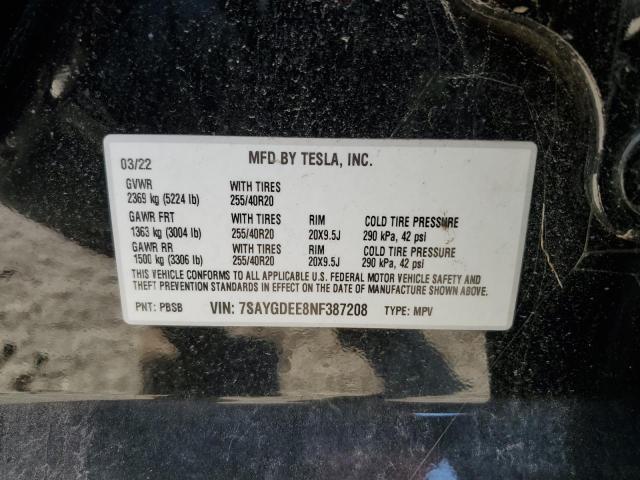 03/22 MFD BY TESLA, INC.
GVWR WITH TIRES
2369 kg (5224 lb) 255/40R20
GAWR FRT WITH TIRES RIM COLD TIRE PRESSURE
1363 kg (3004 lb) 255/40R20 20X9.5J 290 kPa, 42 psi
GAWR RR WITH TIRES RIM COLD TIRE PRESSURE
1500 kg (3306 lb) 255/40R20 20X9.5J 290 kPa, 42 psi
THIS VEHICLE CONFORMS TO ALL APPLICABLE U.S. FEDERAL MOTOR VEHICLE SAFETY AND
THEFT PREVENTION STANDARDS IN EFFECT ON THE DATE OF MANUFACTURE SHOWN ABOVE.
PNT: PBSB VIN: 7SAYGDEE8NF387208 TYPE: MPV